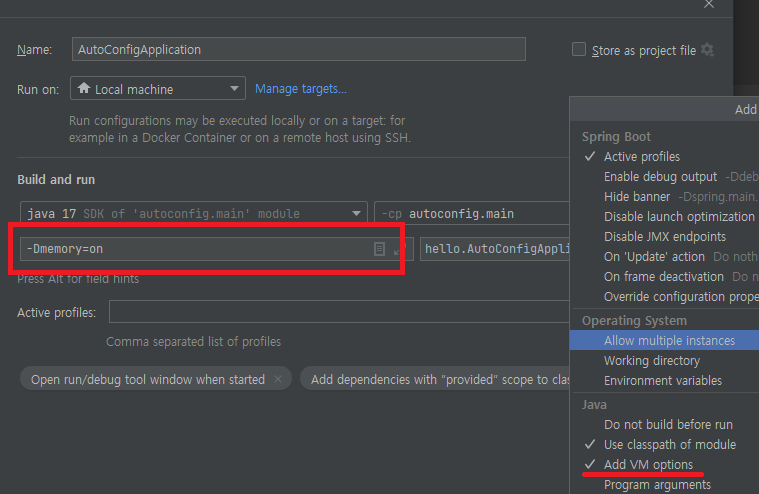 Name:
AutoConfigApplication
Store as project file
Run on:
Local machine
Manage targets...
Run configurations may be executed locally or on a target: for
example in a Docker Container or on a remote host using SSH.
Build and run
java 17 SDK of 'autoconfig.main' module
-cp autoconfig.main
-Dmemory=on
hello.AutoConfigAppli
Press Alt for field hints
Active profiles:
Comma separated list of profiles
Open run/debug tool window when started
Add dependencies with “provided” scope to clas
Add
Spring Boot
Active profiles
Enable debug output -Ddeb
Hide banner -Dspring.main.
Disable launch optimization
Disable JMX endpoints
On 'Update' action Do noth
On frame deactivation Do no
Override configuration prope
Operating System
Allow multiple instances
Working directory
Environment variables
Java
Do not build before run
Use classpath of module
Add VM options
Program arguments